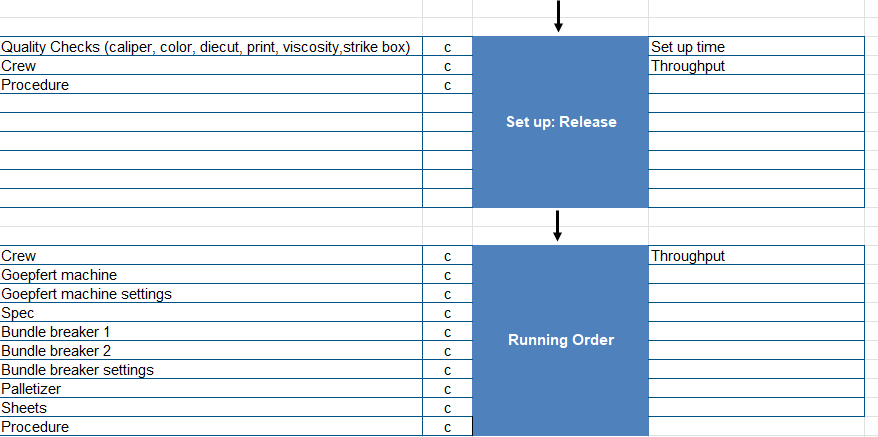 Quality Checks (caliper, color, diecut, print, viscosity,strike box) c Set up time
Crew c Throughput
Procedure c
Set up: Release
Crew c Throughput
Goepfert machine c
Goepfert machine settings c
Spec c
Bundle breaker 1 c
Running Order
Bundle breaker 2 c
Bundle breaker settings c
Palletizer c
Sheets c
Procedure c